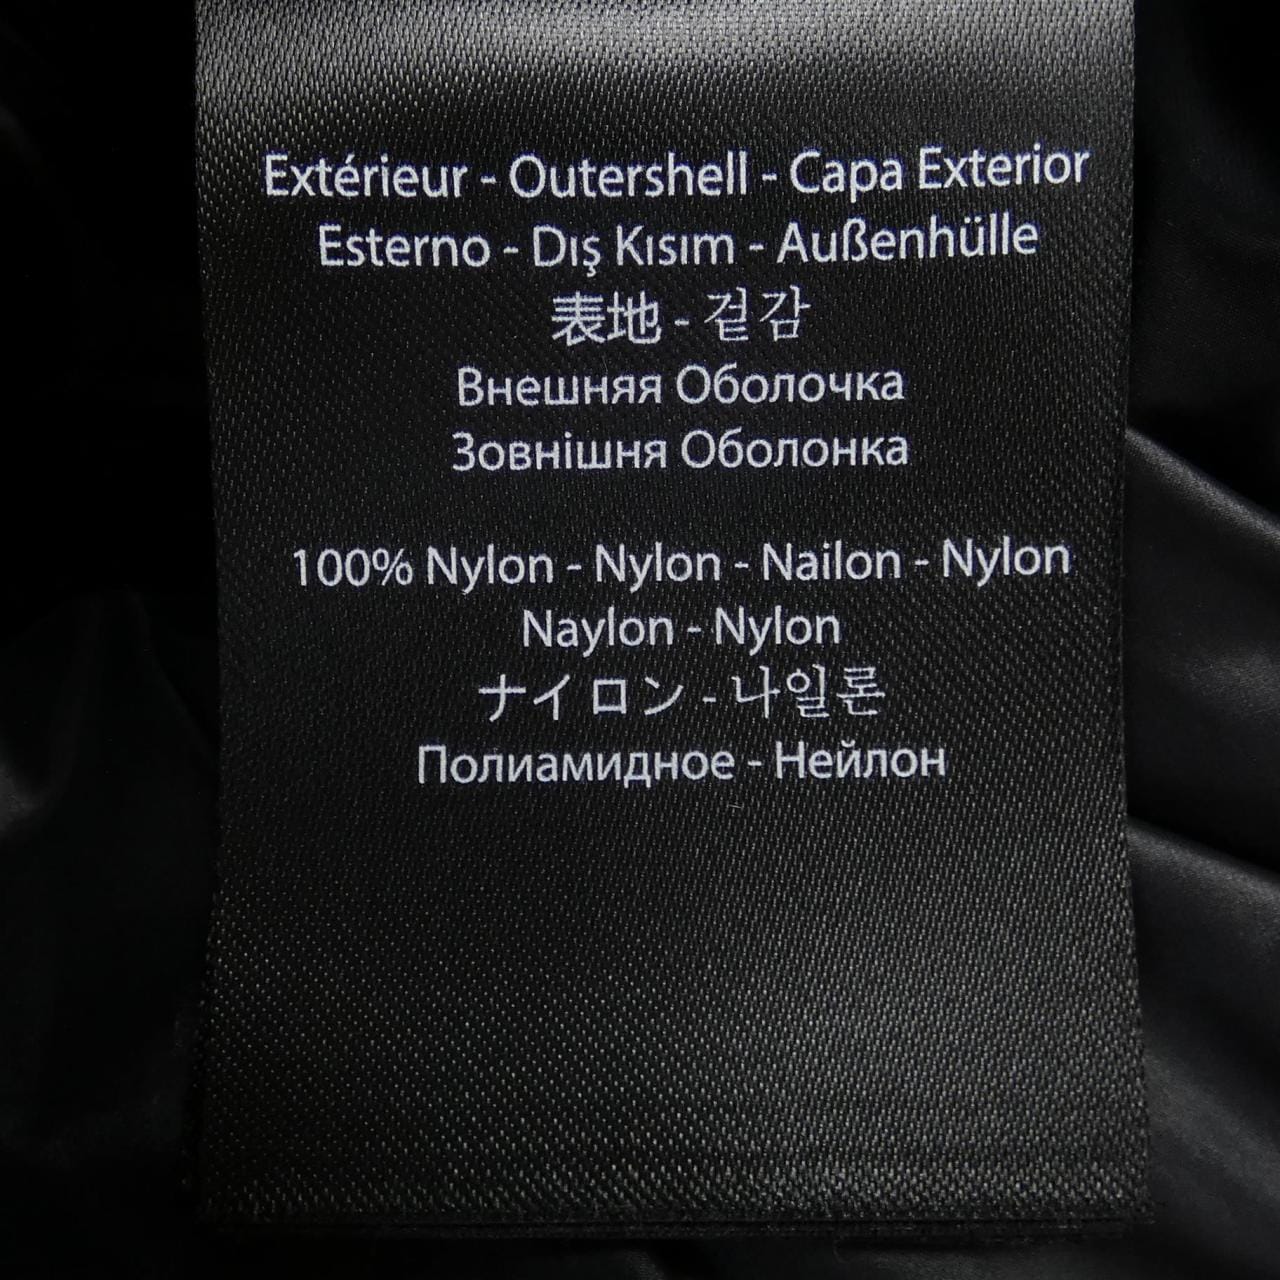 Extérieur - Outershell - Capa Exterior
Esterno - Dış Kısım - Außenhülle
表地 - 겉감
Внешняя Оболочка
Зовнішня Оболонка
100% Nylon - Nylon - Nailon - Nylon
Naylon - Nylon
ナイロン - 나일론
Полиамидное - Нейлон